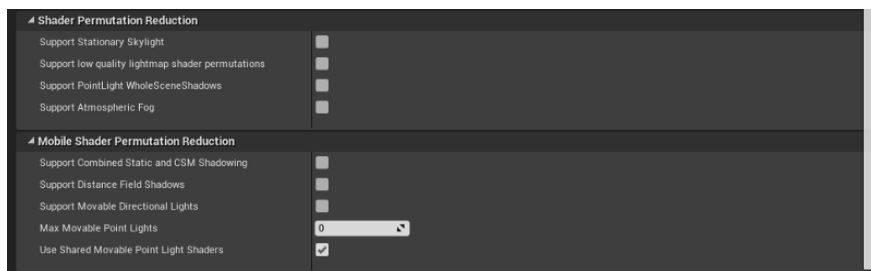 Shader Permutation Reduction
Support Stationary Skylight
Support low quality lightmap shader permutations
Support PointLight WholeSceneShadows
Support Atmospheric Fog
Mobile Shader Permutation Reduction
Support Combined Static and CSM Shadowing
Support Distance Field Shadows
Support Movable Directional Lights
Max Movable Point Lights 0
Use Shared Movable Point Light Shaders